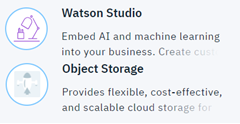 Watson Studio
Embed AI and machine learning
into your business. Create
Object Storage
Provides flexible, cost-effective,
and scalable cloud storage for